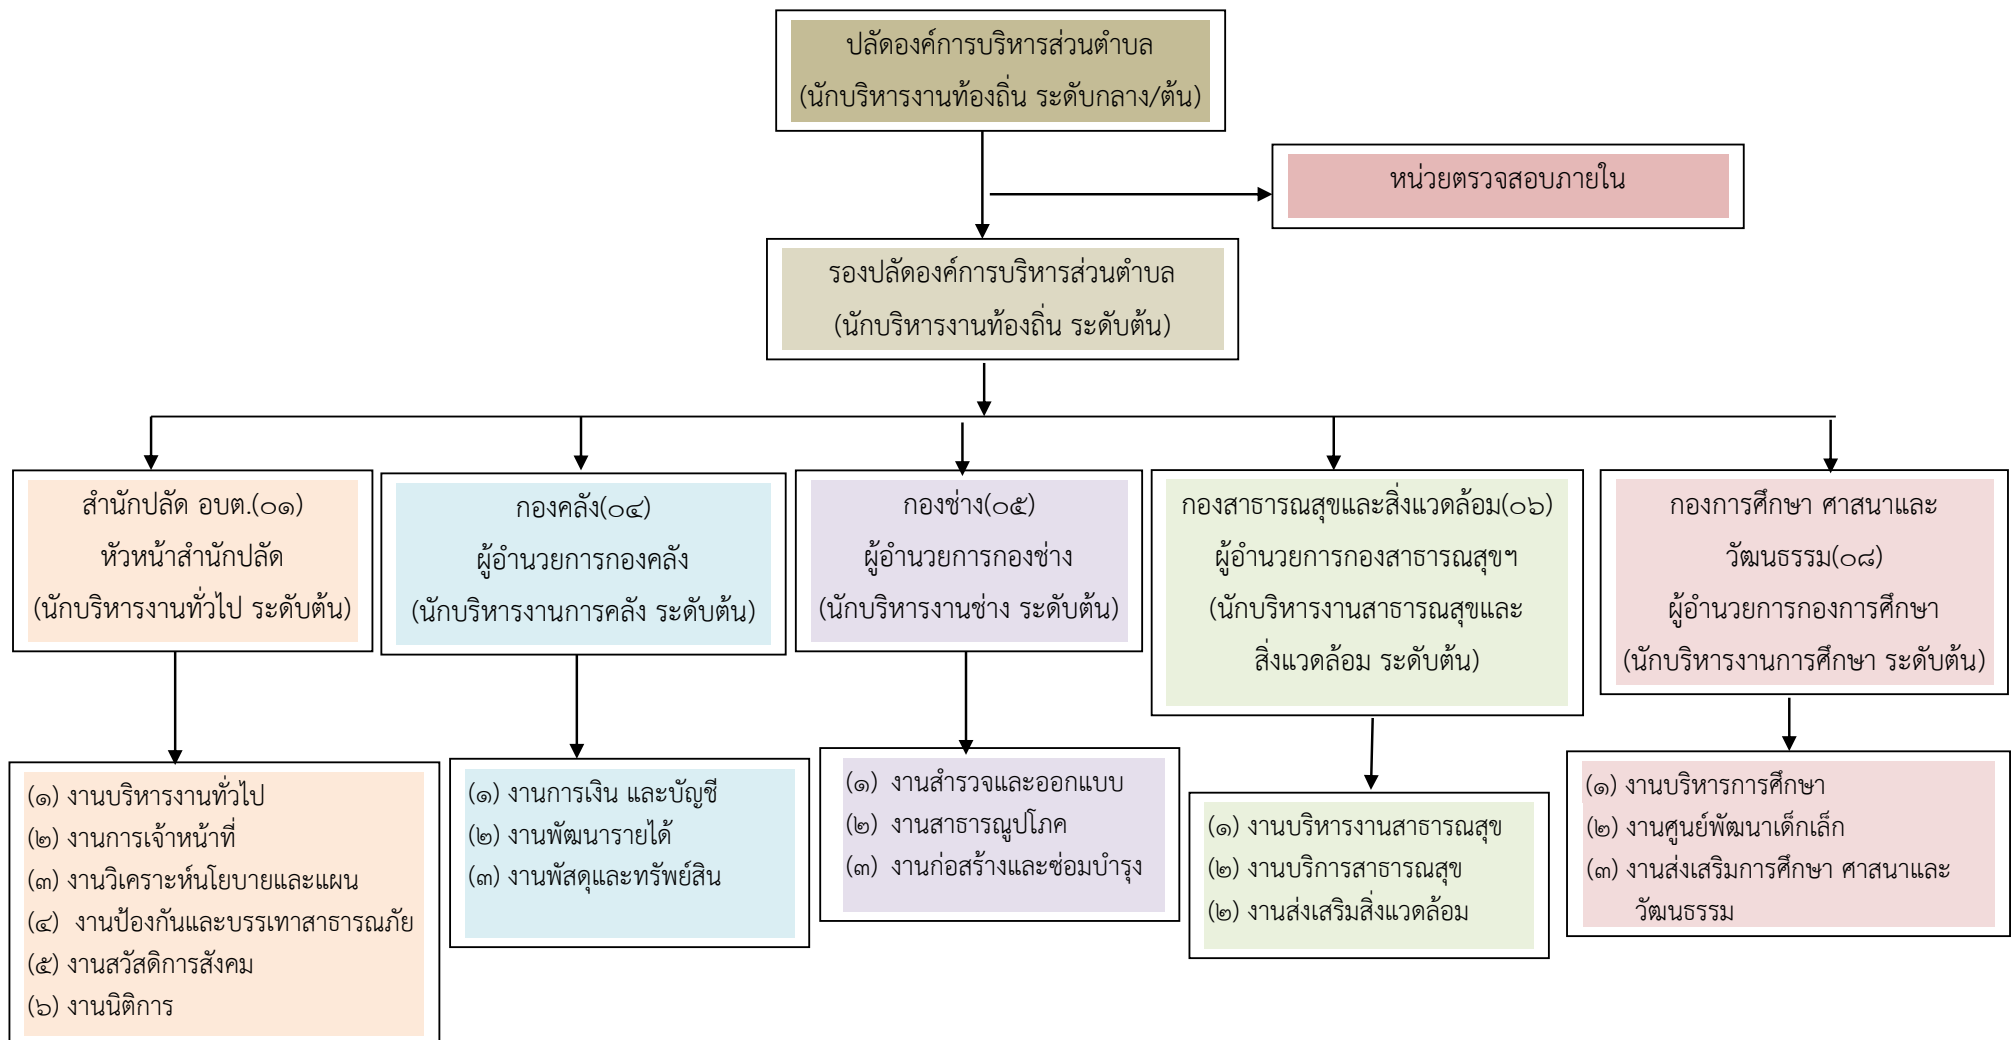 ปลัดองค์การบริหารส่วนตำบล
(นักบริหารงานท้องถิ่น ระดับกลาง/ต้น)
หน่วยตรวจสอบภายใน
รองปลัดองค์การบริหารส่วนตำบล
(นักบริหารงานท้องถิ่น ระดับต้น)
สำนักปลัด อบต.(๐๑)
หัวหน้าสำนักปลัด
(นักบริหารงานทั่วไป ระดับต้น)
กองคลัง(๐๔)
ผู้อำนวยการกองคลัง
(นักบริหารงานการคลัง ระดับต้น)
กองช่าง(๐๕)
ผู้อำนวยการกองช่าง
(นักบริหารงานช่าง ระดับต้น)
กองสาธารณสุขและสิ่งแวดล้อม(๐๖)
ผู้อำนวยการกองสาธารณสุขฯ
(นักบริหารงานสาธารณสุขและ
สิ่งแวดล้อม ระดับต้น)
กองการศึกษา ศาสนาและ
วัฒนธรรม(๐๘)
ผู้อำนวยการกองการศึกษา
(นักบริหารงานการศึกษา ระดับต้น)
(๑) งานบริหารงานทั่วไป
(๒) งานการเจ้าหน้าที่
(๓) งานวิเคราะห์นโยบายและแผน
(๔) งานป้องกันและบรรเทาสาธารณภัย
(๕) งานสวัสดิการสังคม
(๖) งานนิติการ
(๑) งานการเงิน และบัญชี
(๒) งานพัฒนารายได้
(๓) งานพัสดุและทรัพย์สิน
(๑) งานสำรวจและออกแบบ
(๒) งานสาธารณูปโภค
(๓) งานก่อสร้างและซ่อมบำรุง
(๑) งานบริหารงานสาธารณสุข
(๒) งานบริการสาธารณสุข
(๒) งานส่งเสริมสิ่งแวดล้อม
(๑) งานบริหารการศึกษา
(๒) งานศูนย์พัฒนาเด็กเล็ก
(๓) งานส่งเสริมการศึกษา ศาสนาและ
วัฒนธรรม